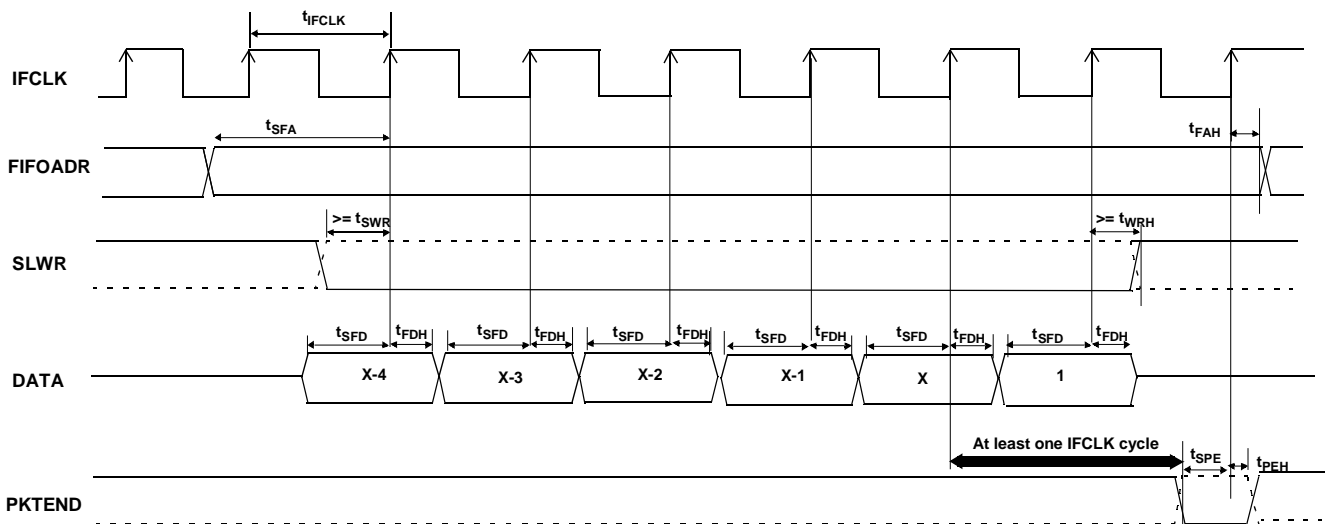 tIFCLK
IFCLK
tSFA
tFAH
FIFOADR
>= tSWR
>= tWRH
SLWR
tSFD tFDH tSFD tFDH tSFD tFDH tSFD tFDH tSFD tFDH tSFD tFDH
DATA X-4 X-3 X-2 X-1 X 1
At least one IFCLK cycle
tSPE
tPEH
PKTEND